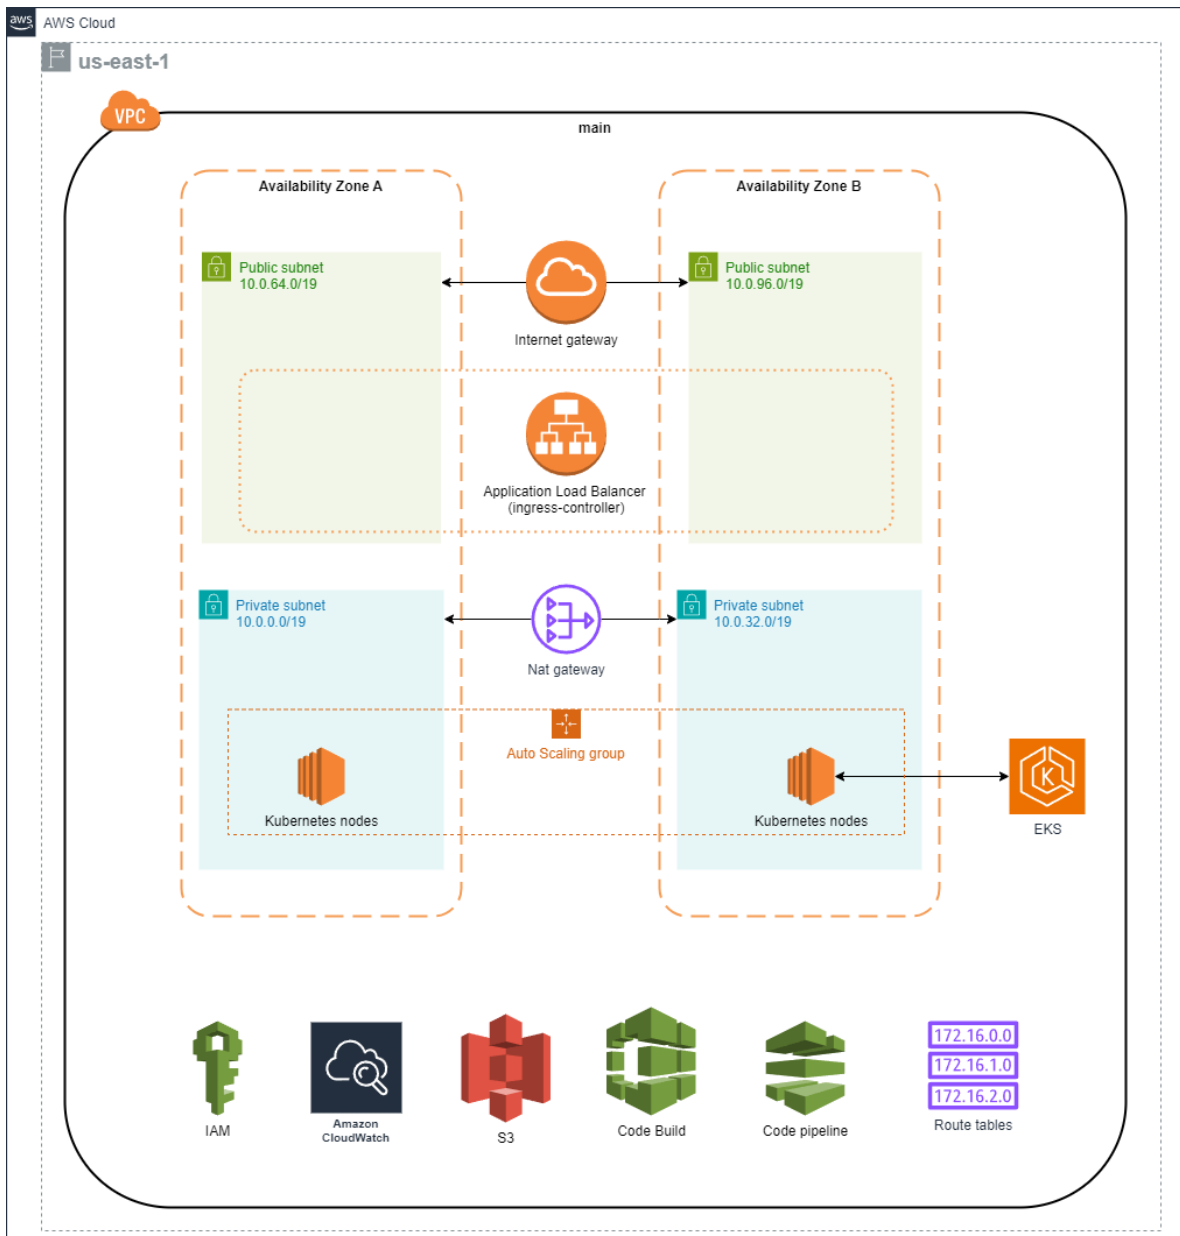 aws
AWS Cloud
us-east-1
VPC
main
Availability Zone A
Availability Zone B
Public subnet
10.0.64.0/19
Public subnet
10.0.96.0/19
Internet gateway
Application Load Balancer
(ingress-controller)
Private subnet
10.0.0.0/19
Private subnet
10.0.32.0/19
Nat gateway
Auto Scaling group
Kubernetes nodes
Kubernetes nodes
K
EKS
IAM
Amazon
CloudWatch
S3
Code Build
Code pipeline
172.16.0.0
172.16.1.0
172.16.2.0
Route tables